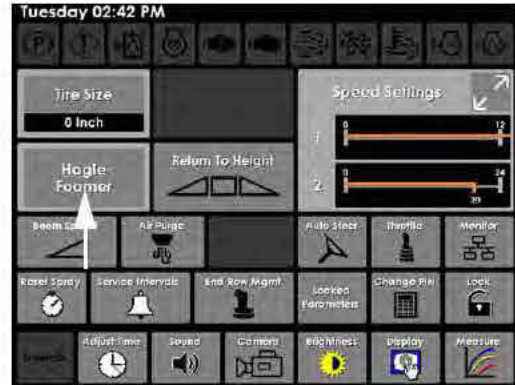 Tuesday 02:42 PM
Tire Size
0 Inch
Speed Settings
1
0
12
Hagie
Foamer
Return To Height
2
0
24
20
Air Purge
Auto Steer
Throttle
Monitor
Reset Spray
Service Intervals
End Row Mgmt
Locked
Parameters
Change PIN
Lock
Adjust Time
Sound
Camera
Brightness
Display
Measure